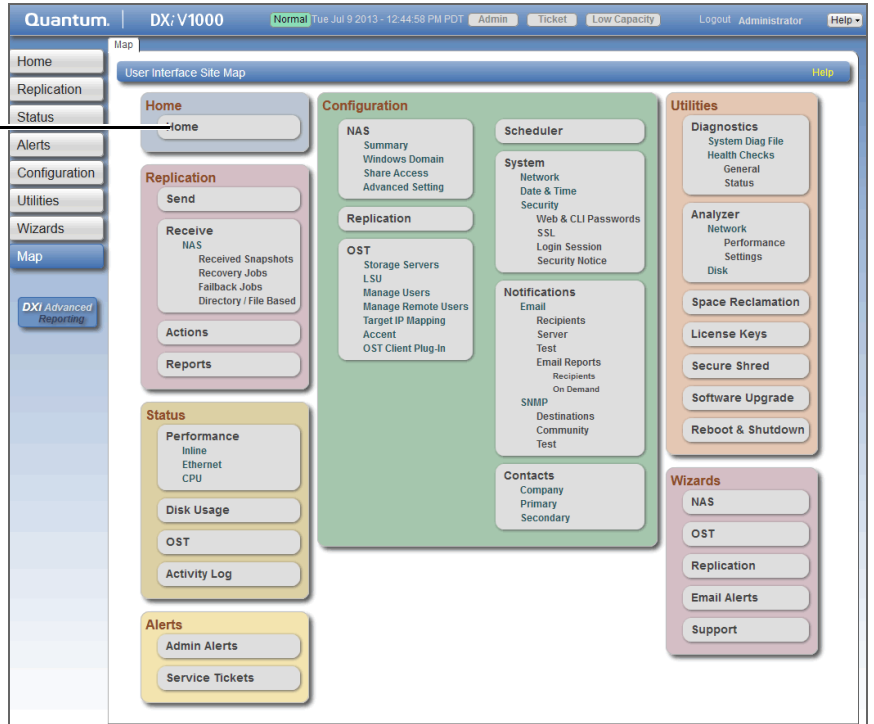 Quantum. DXi V1000 Normal Tue Jul 9 2013 - 12:44:58 PM PDT Admin Ticket Low Capacity Logout Administrator Help
Map
Home
Replication
Status
Alerts
Configuration
Utilities
Wizards
Map
DXi Advanced
Reporting
User Interface Site Map Help
Home
Home
Replication
Send
Receive
NAS
Received Snapshots
Recovery Jobs
Failback Jobs
Directory / File Based
Actions
Reports
Status
Performance
Inline
Ethernet
CPU
Disk Usage
OST
Activity Log
Alerts
Admin Alerts
Service Tickets
Configuration
NAS
Summary
Windows Domain
Share Access
Advanced Setting
Replication
OST
Storage Servers
LSU
Manage Users
Manage Remote Users
Target IP Mapping
Accent
OST Client Plug-In
Scheduler
System
Network
Date & Time
Security
Web & CLI Passwords
SSL
Login Session
Security Notice
Notifications
Email
Recipients
Server
Test
Email Reports
Recipients
On Demand
SNMP
Destinations
Community
Test
Contacts
Company
Primary
Secondary
Utilities
Diagnostics
System Diag File
Health Checks
General
Status
Analyzer
Network
Performance
Settings
Disk
Space Reclamation
License Keys
Secure Shred
Software Upgrade
Reboot & Shutdown
Wizards
NAS
OST
Replication
Email Alerts
Support